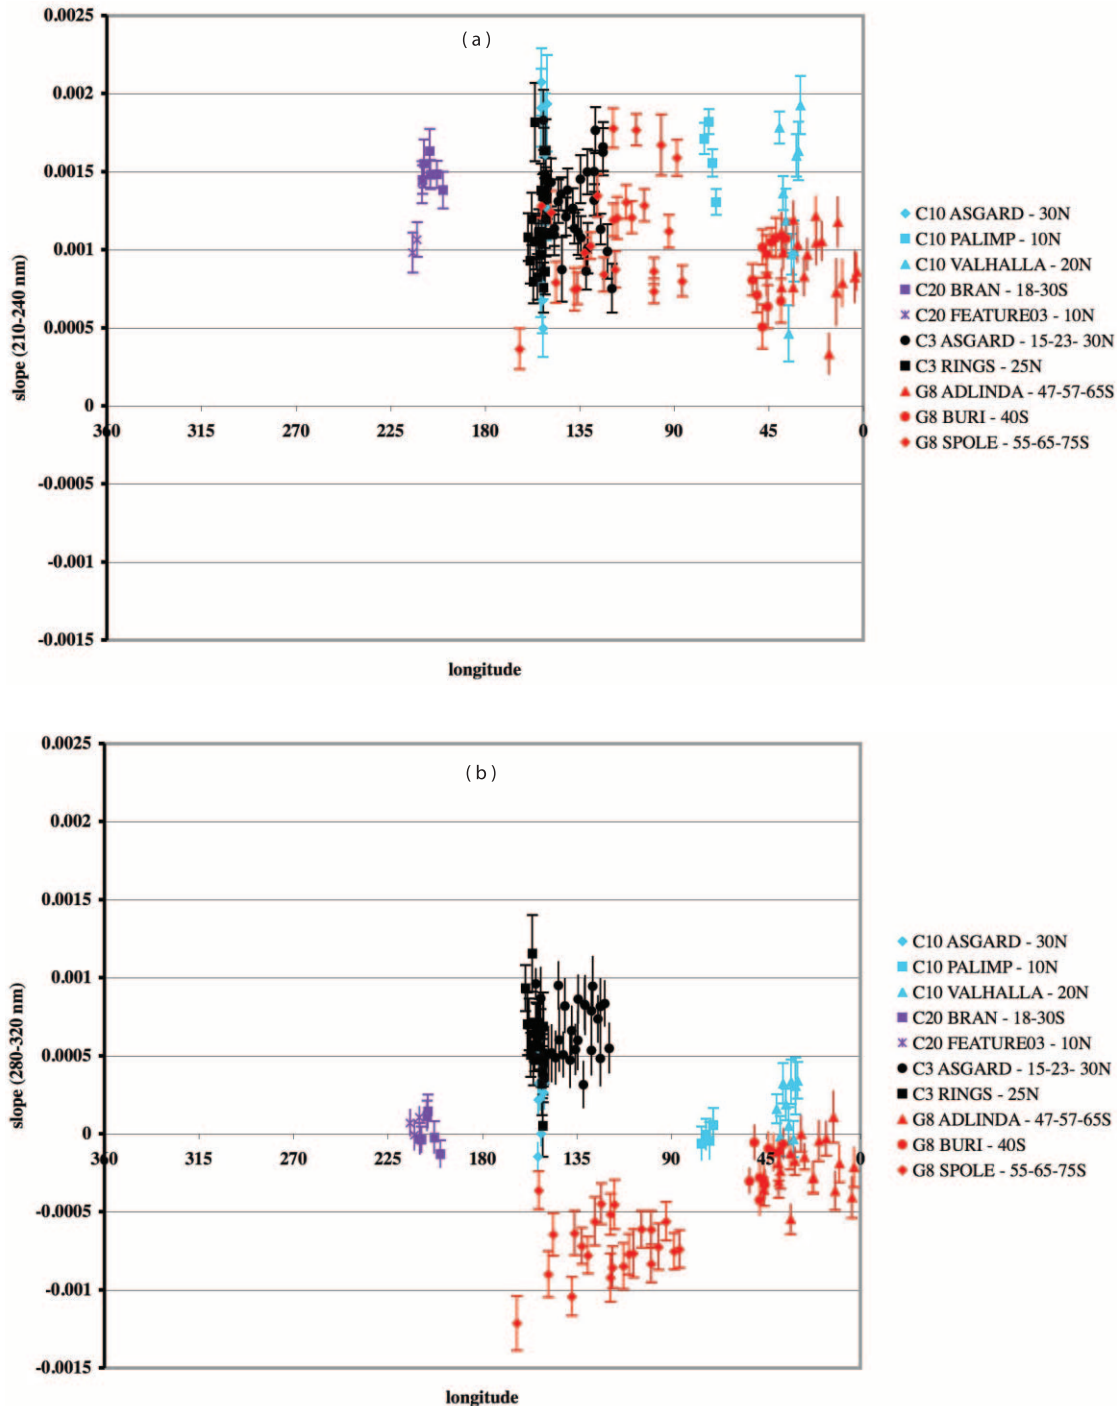 0.0025
(a)
0.002
0.0015
0.001
0.0005
0
360 315 270 225 180 135 90 45 0
-0.0005
-0.001
-0.0015
slope (210-240 nm)
longitude
C10 ASGARD - 30N
C10 PALIMP - 10N
C10 VALHALLA - 20N
C20 BRAN - 18-30S
C20 FEATURE03 - 10N
C3 ASGARD - 15-23- 30N
C3 RINGS - 25N
G8 ADLINDA - 47-57-65S
G8 BURI - 40S
G8 SPOLE - 55-65-75S
0.0025
(b)
0.002
0.0015
0.001
0.0005
0
360 315 270 225 180 135 90 45 0
-0.0005
-0.001
-0.0015
slope (280-320 nm)
longitude
C10 ASGARD - 30N
C10 PALIMP - 10N
C10 VALHALLA - 20N
C20 BRAN - 18-30S
C20 FEATURE03 - 10N
C3 ASGARD - 15-23- 30N
C3 RINGS - 25N
G8 ADLINDA - 47-57-65S
G8 BURI - 40S
G8 SPOLE - 55-65-75S